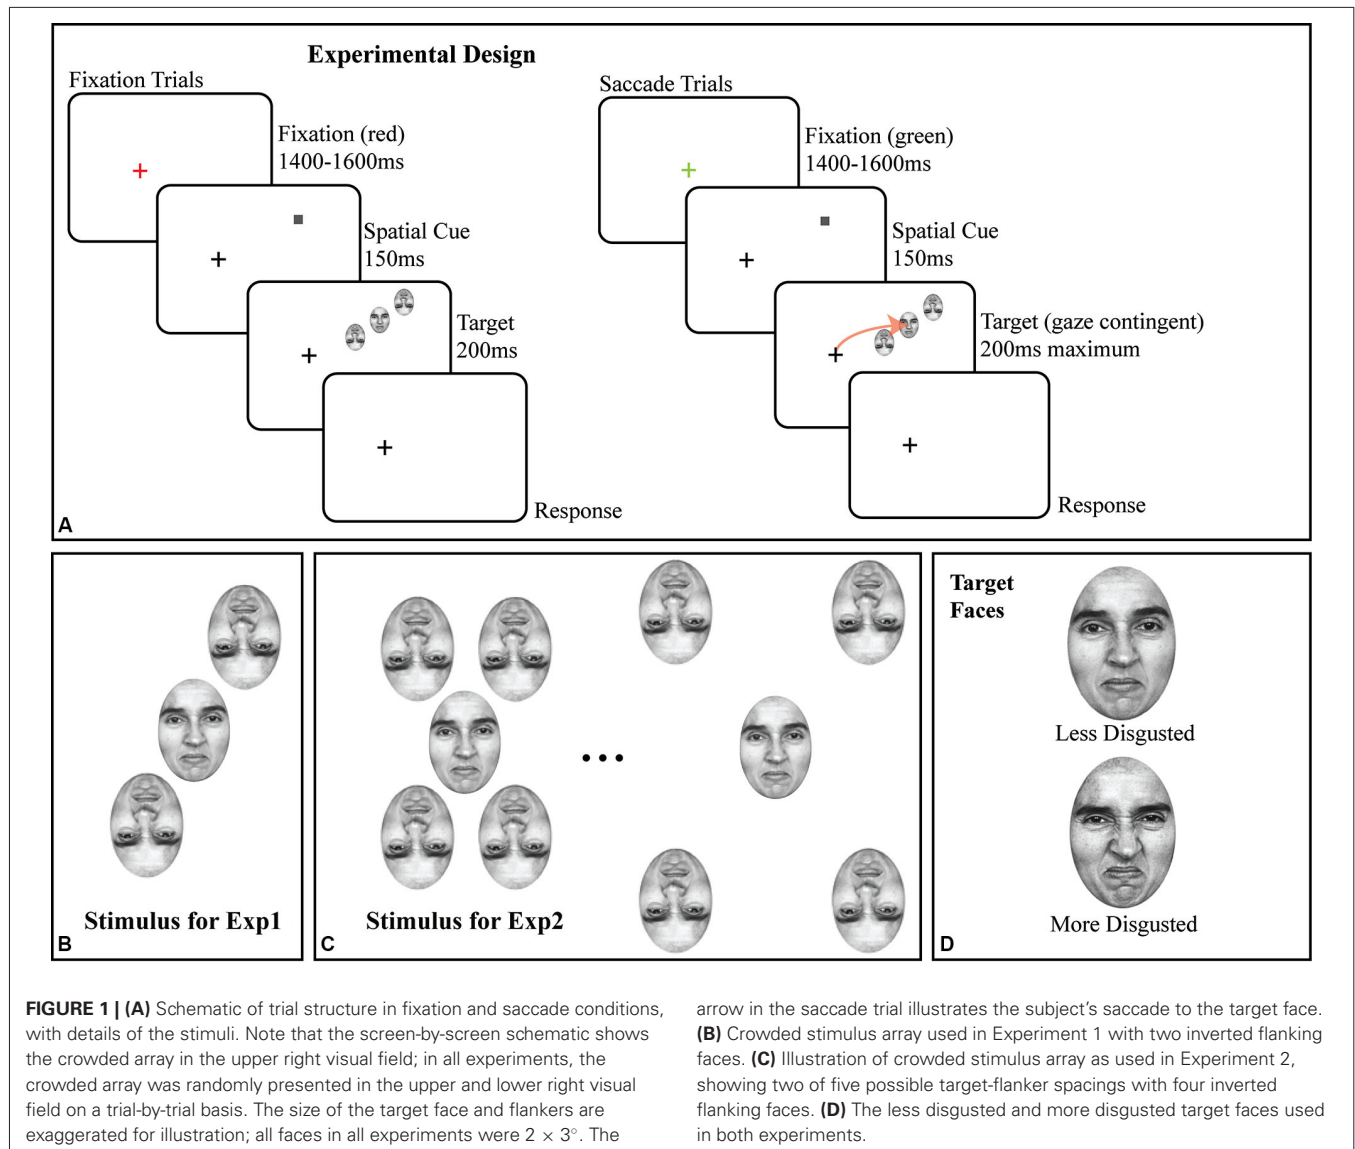 Experimental Design
Fixation Trials
Fixation (red)
1400-1600ms
Spatial Cue
150ms
Target
200ms
Response
Saccade Trials
Fixation (green)
1400-1600ms
Spatial Cue
150ms
Target (gaze contingent)
200ms maximum
Response
A
Stimulus for Exp1
B
...
Stimulus for Exp2
C
Target
Faces
Less Disgusted
More Disgusted
D
FIGURE 1 | (A) Schematic of trial structure in fixation and saccade conditions,
with details of the stimuli. Note that the screen-by-screen schematic shows
the crowded array in the upper right visual field; in all experiments, the
crowded array was randomly presented in the upper and lower right visual
field on a trial-by-trial basis. The size of the target face and flankers are
exaggerated for illustration; all faces in all experiments were 2 × 3°. The
arrow in the saccade trial illustrates the subject's saccade to the target face.
(B) Crowded stimulus array used in Experiment 1 with two inverted flanking
faces. (C) Illustration of crowded stimulus array as used in Experiment 2,
showing two of five possible target-flanker spacings with four inverted
flanking faces. (D) The less disgusted and more disgusted target faces used
in both experiments.